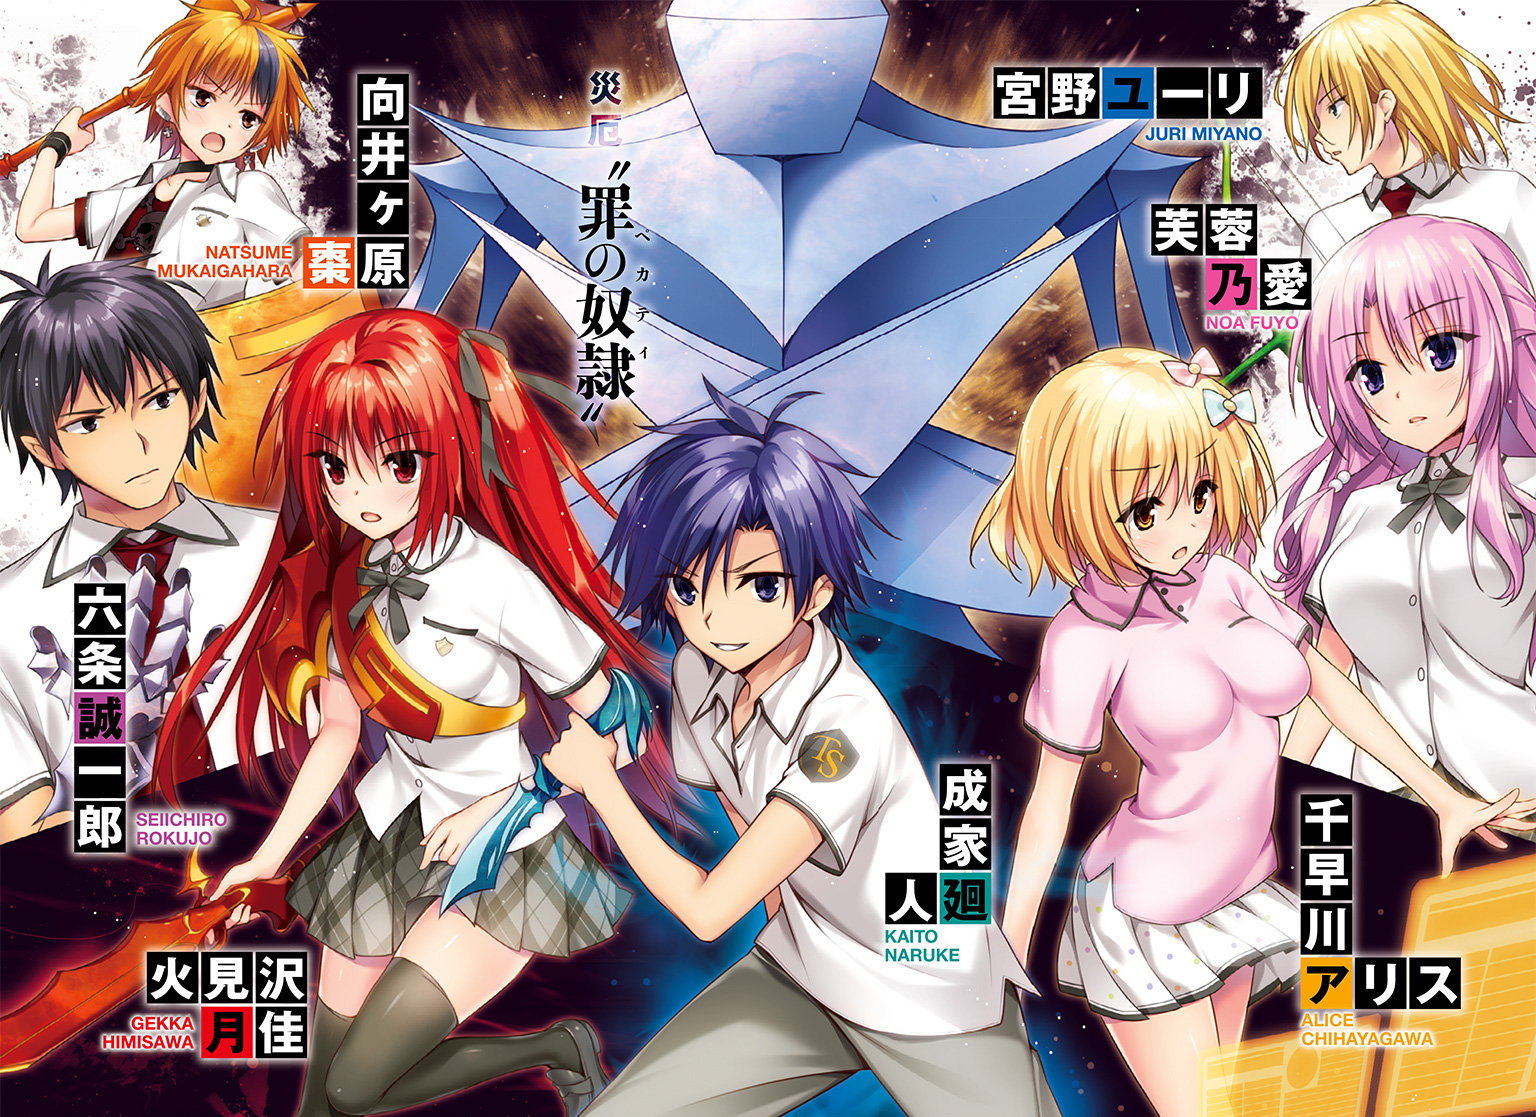 向井ヶ原棗
NATSUME
MUKAIGAHARA
災厄
"罪の奴隷"
ペカティ
宮野ユーリ
JURI MIYANO
芙蓉乃愛
NOA FUYO
六条誠一郎
SEIICHIRO
ROKUJO
火見沢月佳
GEKKA
HIMISAWA
TS
成家廻人
KAITO
NARUKE
千早川アリス
ALICE
CHIHAYAGAWA